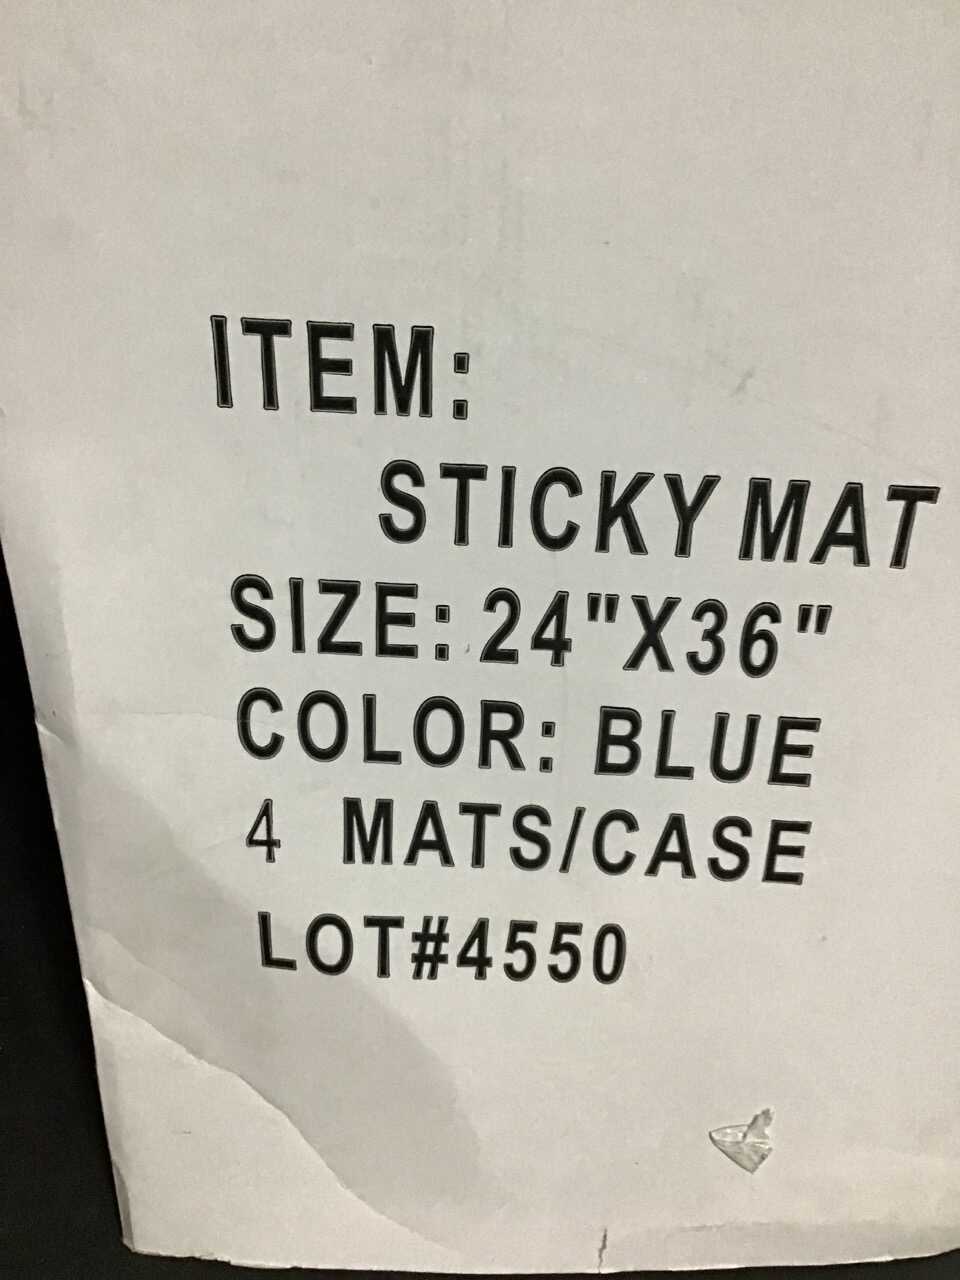 ITEM:
STICKY MAT
SIZE: 24"X36"
COLOR: BLUE
4 MATS/CASE
LOT#4550